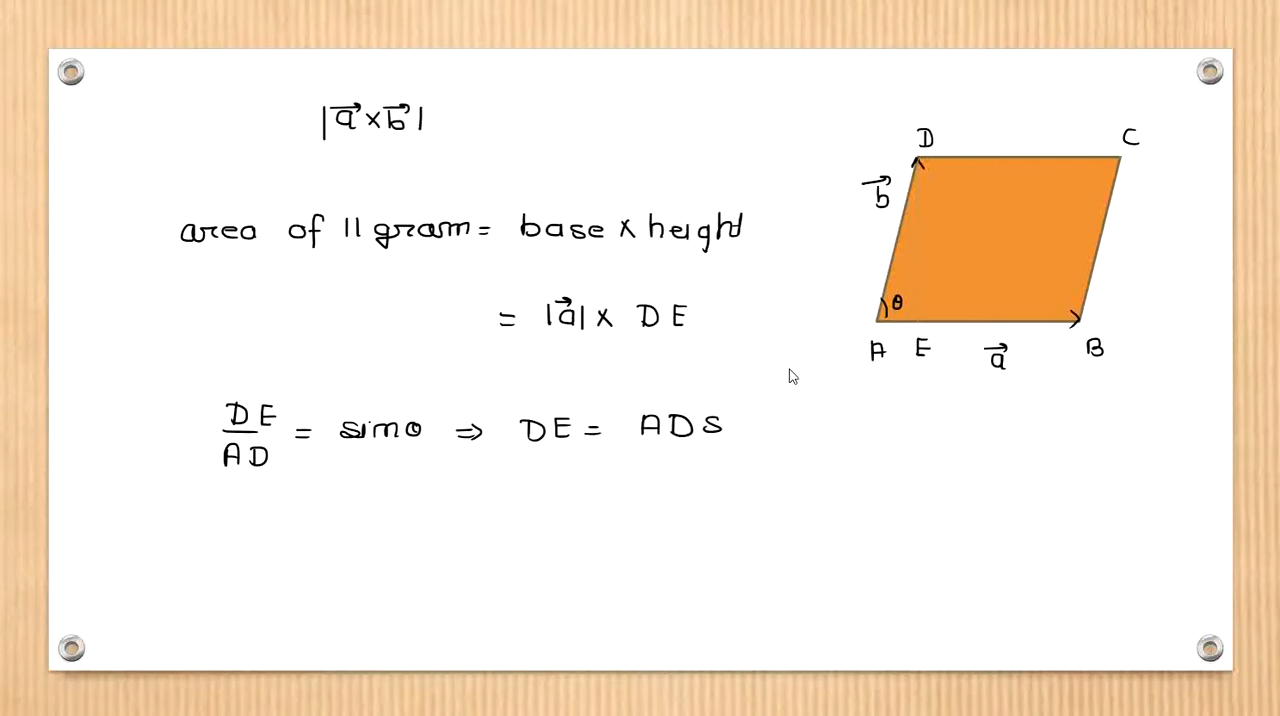 |a⃗×b⃗|
area of || gram = base × height
= |a⃗| × DE
DE/AD = sinθ ⇒ DE = ADS
D C
b⃗
θ
A E a⃗ B